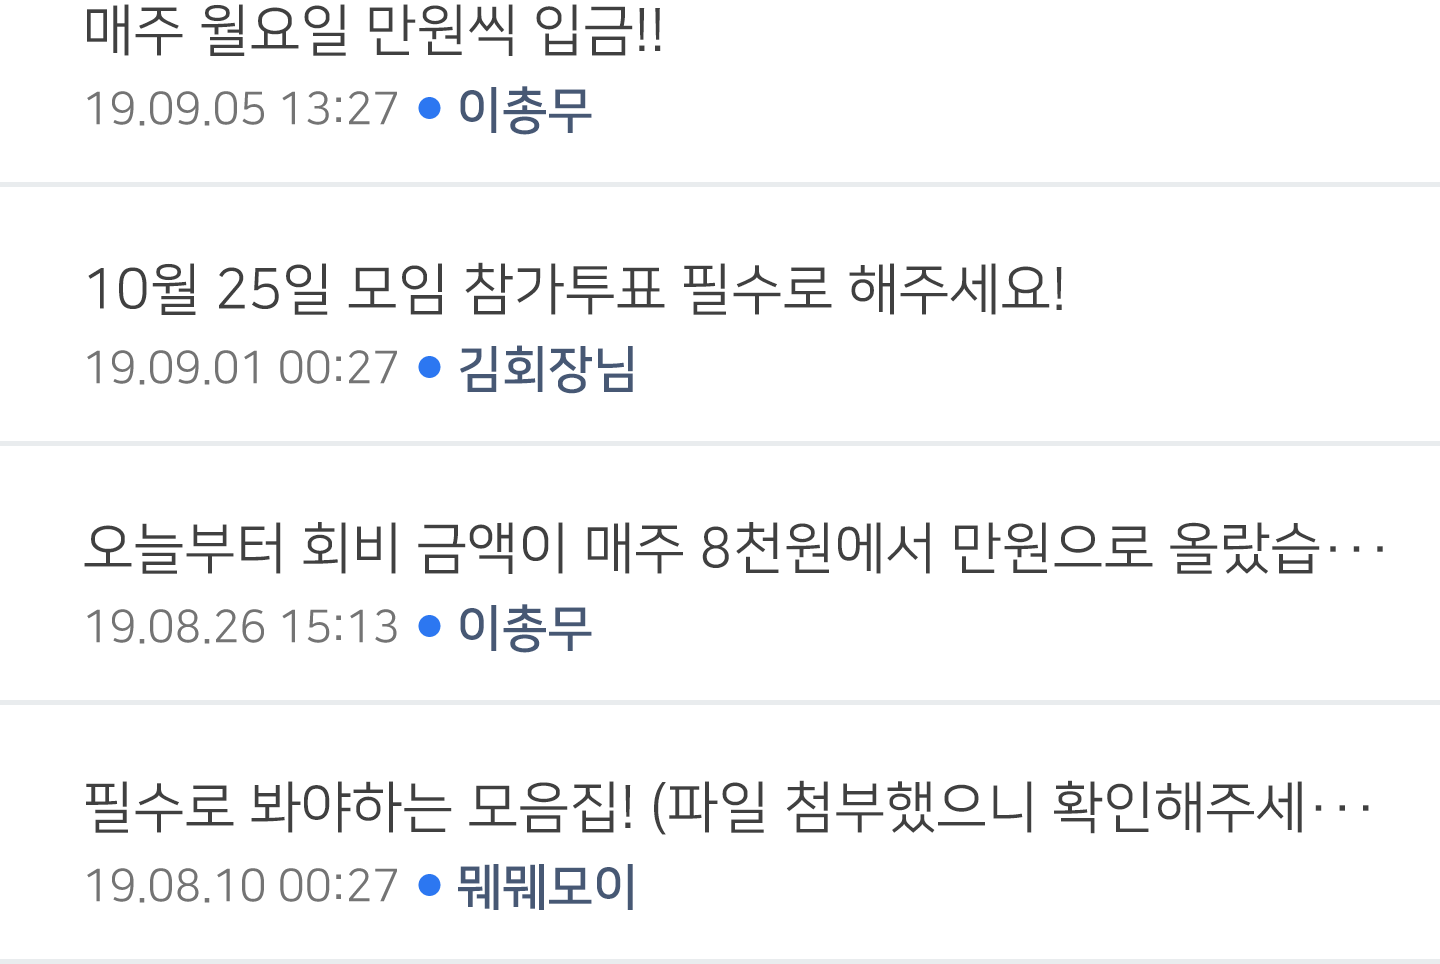 매주 월요일 만원씩 입금!!
19.09.05 13:27 ● 이총무
10월 25일 모임 참가투표 필수로 해주세요!
19.09.01 00:27 ● 김회장님
오늘부터 회비 금액이 매주 8천원에서 만원으로 올랐습···
19.08.26 15:13 ● 이총무
필수로 봐야하는 모음집! (파일 첨부했으니 확인해주세···
19.08.10 00:27 ● 뭬뭬모이